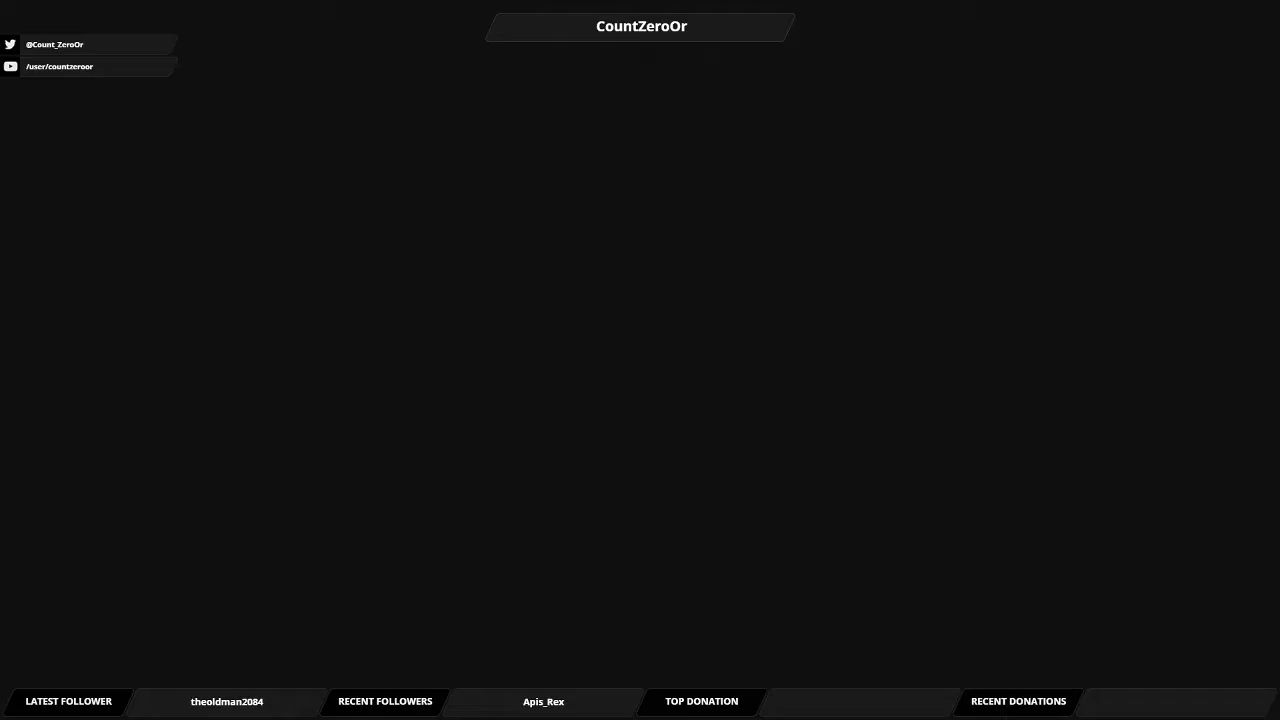 CountZeroOr
@Count_ZeroOr
/user/countzeroor
LATEST FOLLOWER theoldman2084 RECENT FOLLOWERS Apis_Rex TOP DONATION RECENT DONATIONS